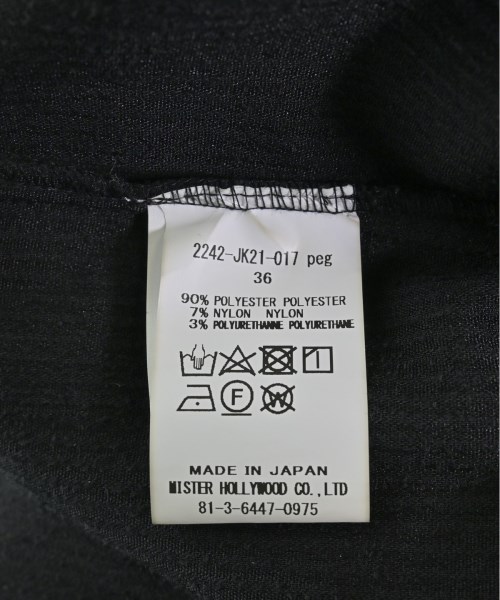 2242-JK21-017 peg
36
90% POLYESTER POLYESTER
7% NYLON NYLON
3% POLYURETHANNE POLYURETHANE
F W
MADE IN JAPAN
MISTER HOLLYWOOD CO.,LTD
81-3-6447-0975